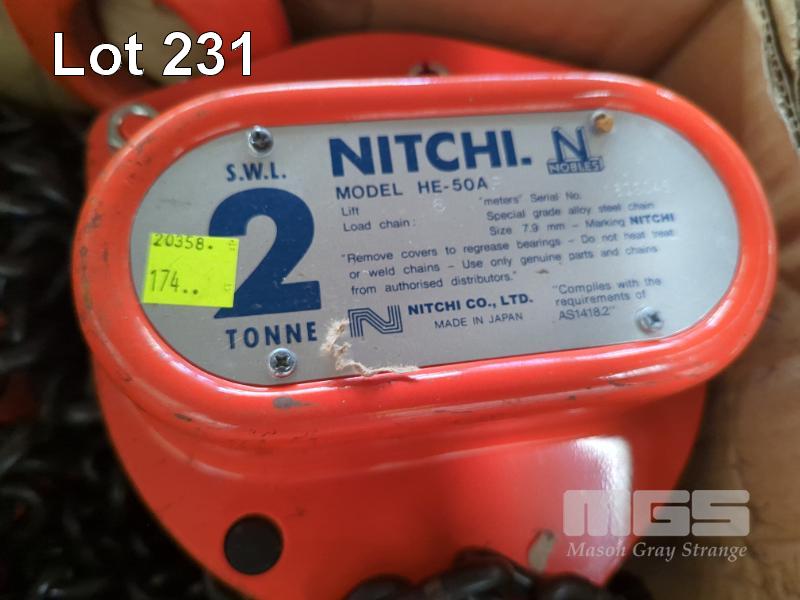 Lot 231
S.W.L.
2
TONNE
NITCHI.
N
NOBLES
MODEL HE-50A
Lift 6 "meters" Serial No.
Load chain: Special grade alloy steel chain
Size 7.9 mm - Marking NITCHI
"Remove covers to regrease bearings - Do not heat treat
or weld chains - Use only genuine parts and chains
from authorised distributors."
NITCHI CO., LTD.
MADE IN JAPAN
"Complies with the
requirements of
AS1418.2"
20358.
174..
MGS
Mason Gray Strange